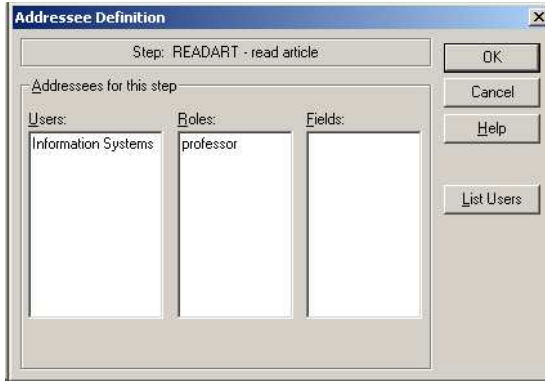 Addressee Definition
Step: READART - read article
OK
Addressees for this step
Cancel
Users:
Roles:
Fields:
Help
Information Systems
professor
List Users